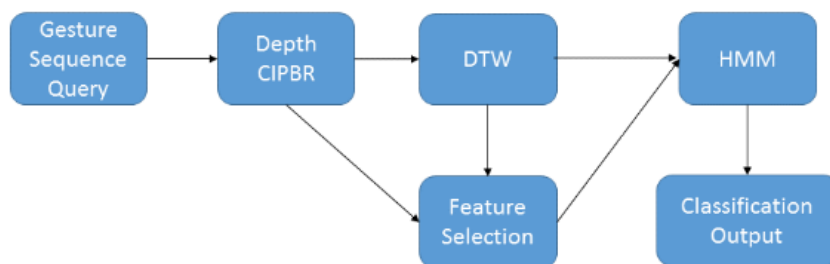 Gesture
Sequence
Query
Depth
CIPBR
DTW
HMM
Feature
Selection
Classification
Output